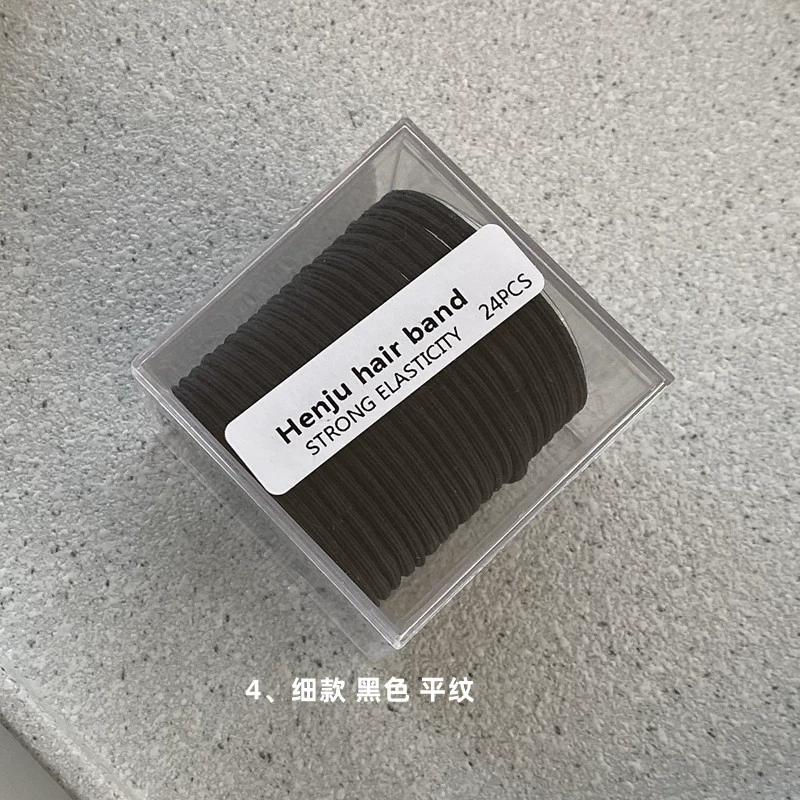 Henju hair band
STRONG ELASTICITY 24PCS
4、细款 黑色 平纹